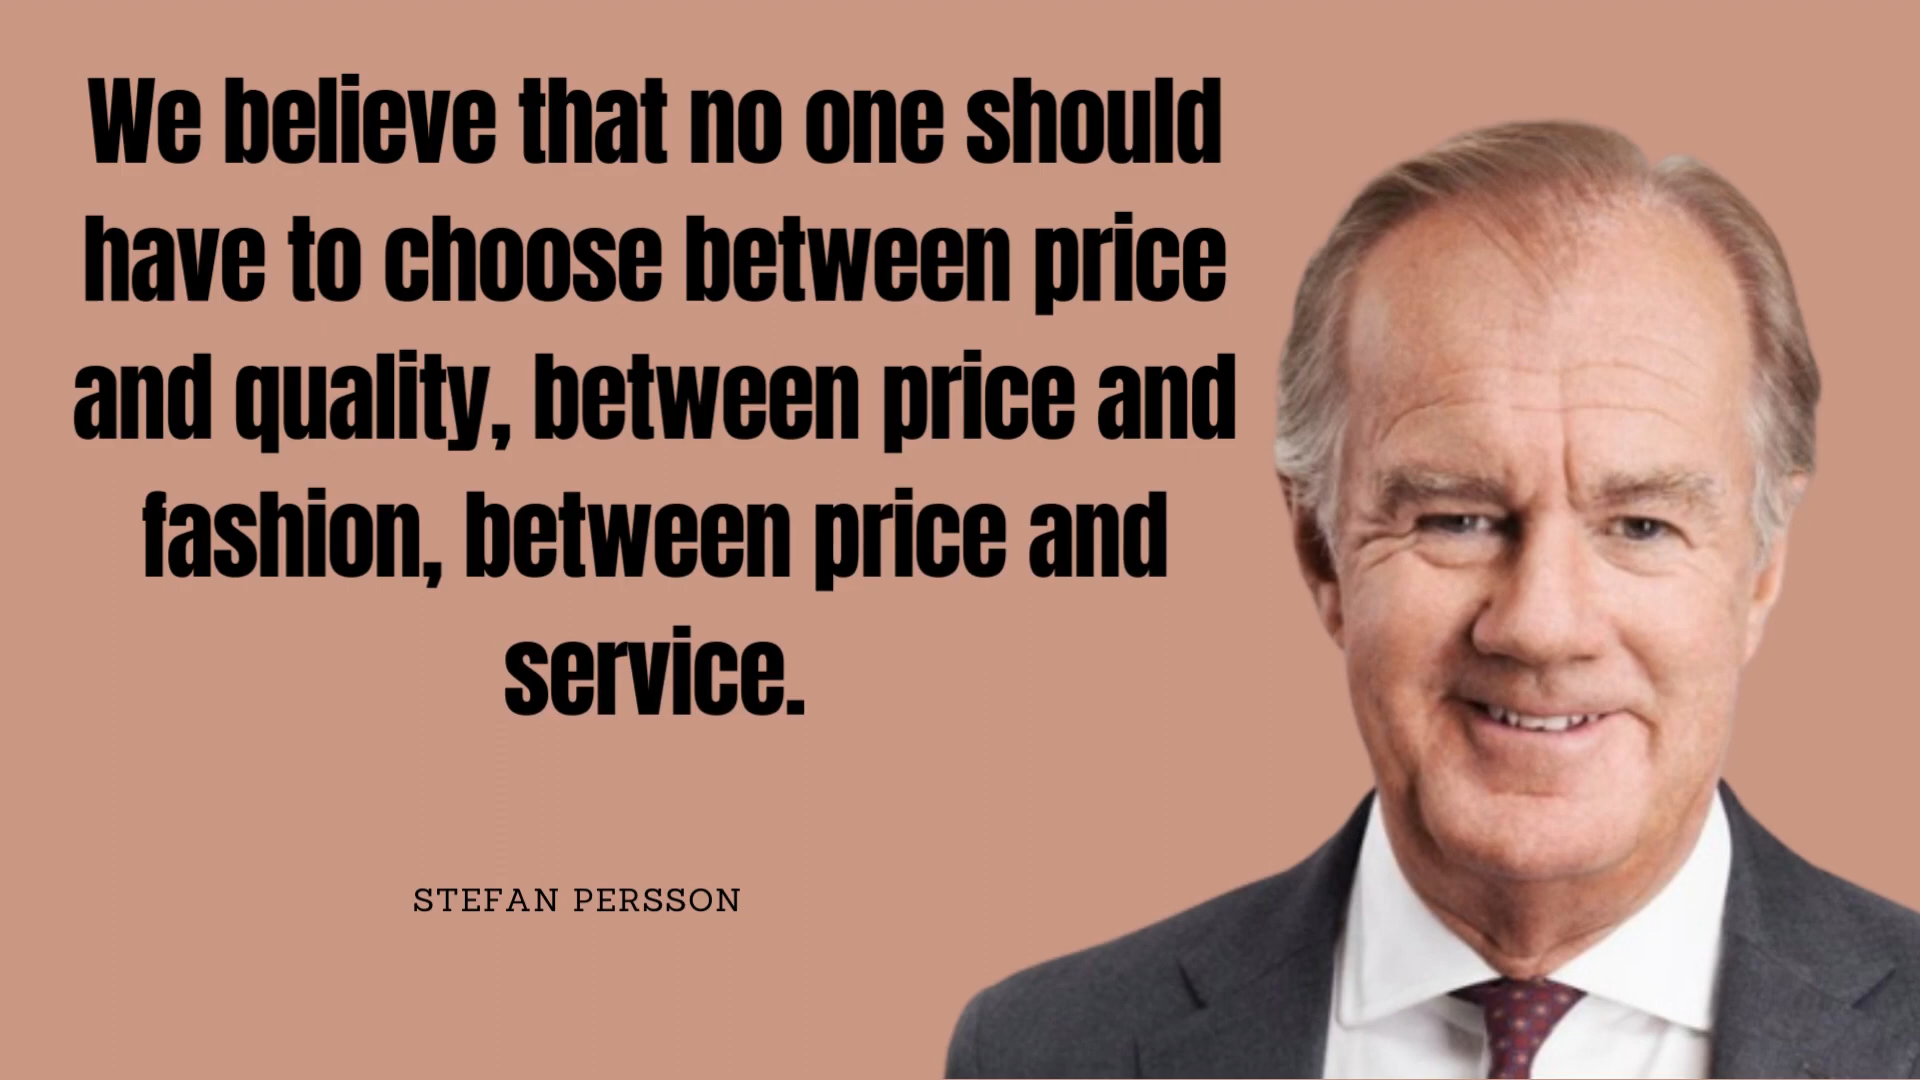 We believe that no one should
have to choose between price
and quality, between price and
fashion, between price and
service.
STEFAN PERSSON